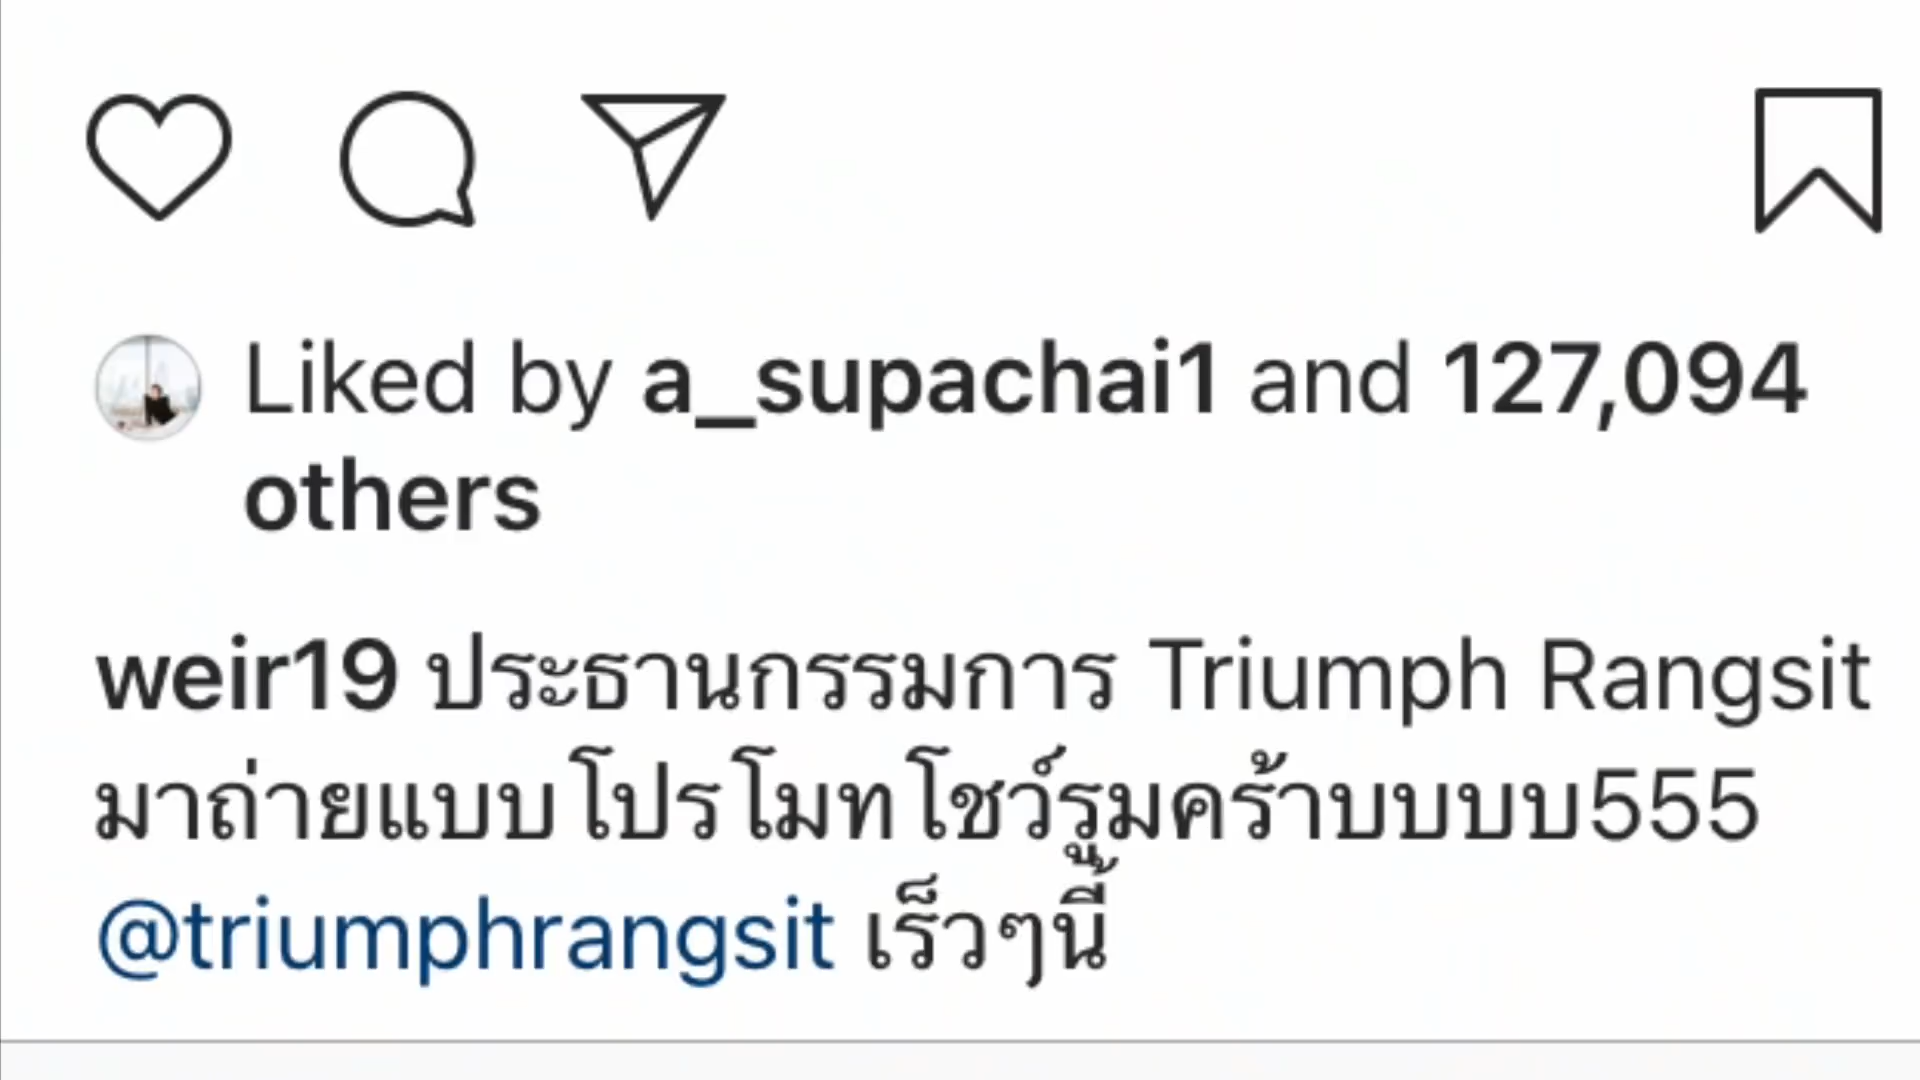 Liked by a_supachai1 and 127,094
others
weir19 ประธานกรรมการ Triumph Rangsit
มาถ่ายแบบโปรโมทโชว์รูมคร้าบบบบ555
@triumphrangsit เร็วๆนี้